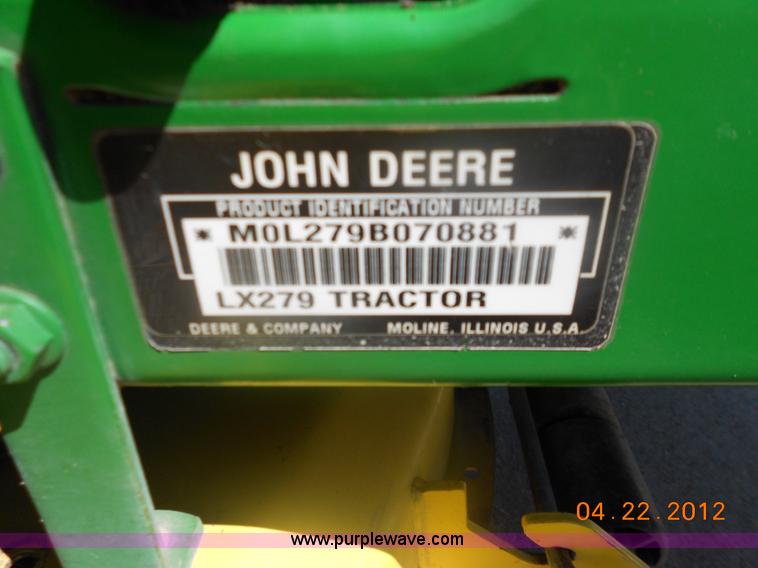 JOHN DEERE
PRODUCT IDENTIFICATION NUMBER
* M0L279B070881 *
LX279 TRACTOR
DEERE & COMPANY MOLINE, ILLINOIS U.S.A.
04.22.2012
www.purplewave.com